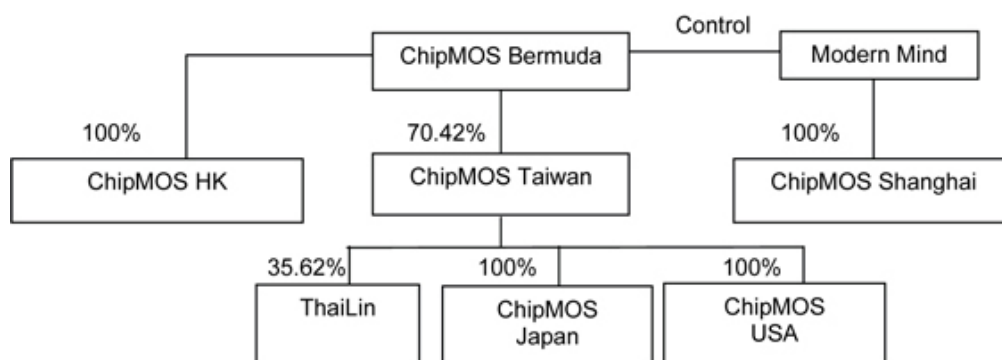 Control
ChipMOS Bermuda
Modern Mind
100%
70.42%
100%
ChipMOS HK
ChipMOS Taiwan
ChipMOS Shanghai
35.62%
100%
100%
ThaiLin
ChipMOS
Japan
ChipMOS
USA